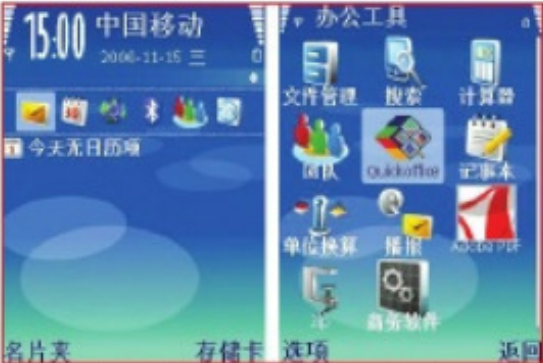 15:00 中国移动
2006-11-15 三
今天无日历项
名片夹 存储卡
办公工具
文件管理 搜索 计算器
团队 Quickoffice 记事本
单位换算 播报 Adobe PDF
商务软件
选项 返回